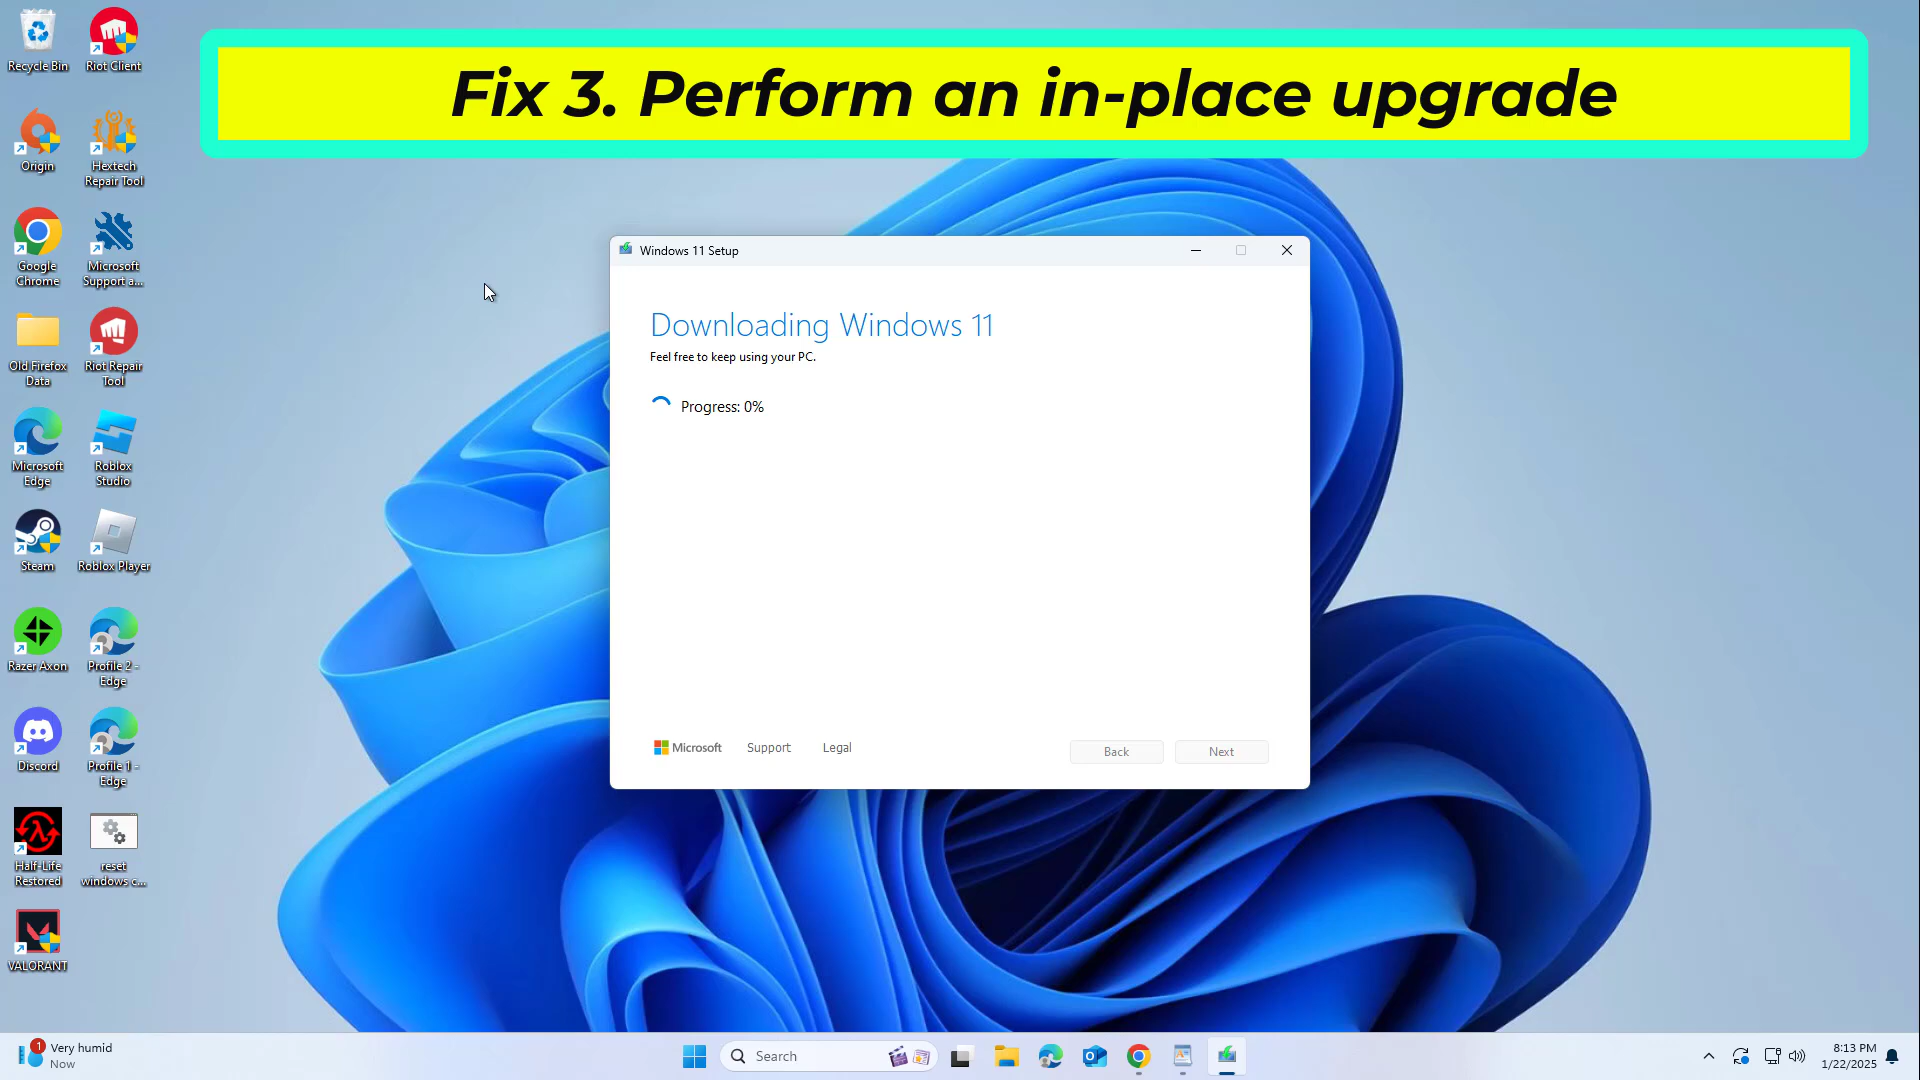 Fix 3. Perform an in-place upgrade
Recycle Bin
Riot Client
Origin
Hextech
Repair Tool
Google
Chrome
Microsoft
Support a...
Old Firefox
Data
Riot Repair
Tool
Microsoft
Edge
Roblox
Studio
Steam
Roblox Player
Razer Axon
Profile 2 -
Edge
Discord
Profile 1 -
Edge
Half-Life
Restored
reset
windows c...
VALORANT
Windows 11 Setup
Downloading Windows 11
Feel free to keep using your PC.
Progress: 0%
Microsoft
Support
Legal
Back
Next
1
Very humid
Now
Search
8:13 PM
1/22/2025